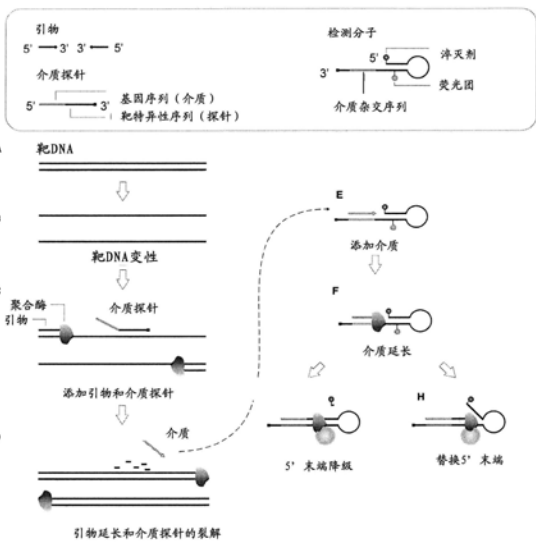 引物
5' 3' 3' 5'
介质探针
5' 3'
基因序列(介质)
靶特异性序列(探针)
检测分子
5'
淬灭剂
3'
荧光团
介质杂交序列
靶DNA
靶DNA变性
聚合酶
引物
介质探针
添加引物和介质探针
介质
引物延长和介质探针的裂解
E
添加介质
F
介质延长
5' 末端降级
H
替换5' 末端